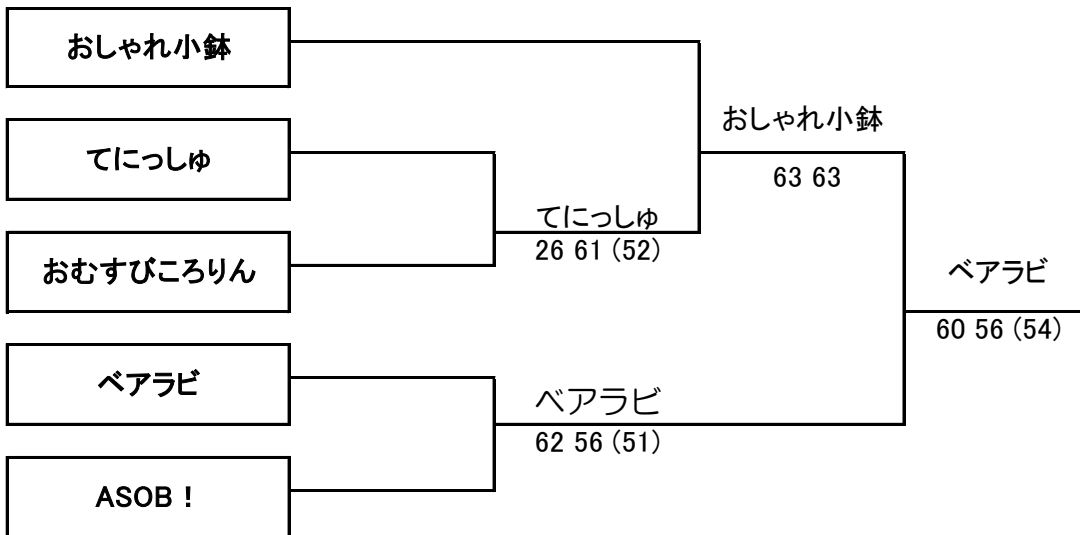 おしゃれ小鉢
おしゃれ小鉢
63 63
てにっしゅ
てにっしゅ
26 61 (52)
おむすびころりん
ベアラビ
60 56 (54)
ベアラビ
ベアラビ
62 56 (51)
ASOB！